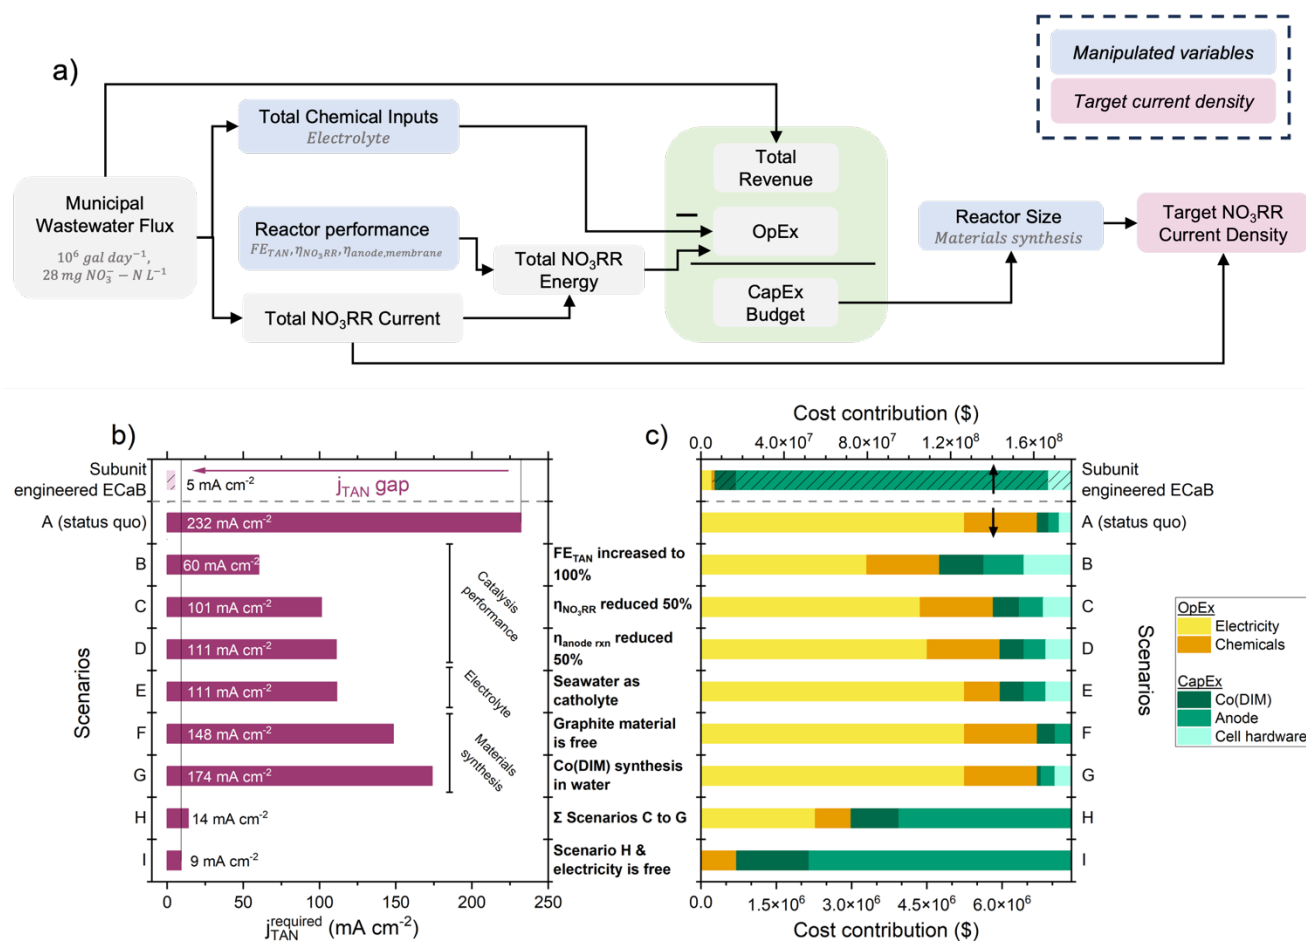 a)
Manipulated variables
Target current density
Total Chemical Inputs
Electrolyte
Municipal
Wastewater Flux
10⁶ gal day⁻¹,
28 mg NO₃⁻ − N L⁻¹
Reactor performance
FE_TAN, η_NO₃RR, η_anode,membrane
Total NO₃RR Current
Total NO₃RR
Energy
Total
Revenue
OpEx
CapEx
Budget
Reactor Size
Materials synthesis
Target NO₃RR
Current Density
b)
Subunit
engineered ECaB
5 mA cm⁻²
j_TAN gap
A (status quo)
232 mA cm⁻²
B
60 mA cm⁻²
C
101 mA cm⁻²
D
111 mA cm⁻²
E
111 mA cm⁻²
F
148 mA cm⁻²
G
174 mA cm⁻²
H
14 mA cm⁻²
I
9 mA cm⁻²
Scenarios
Catalysis
performance
Electrolyte
Materials
synthesis
0
50
100
150
200
250
j_TAN^required (mA cm⁻²)
FE_TAN increased to
100%
η_NO₃RR reduced 50%
η_anode rxn reduced
50%
Seawater as
catholyte
Graphite material
is free
Co(DIM) synthesis
in water
Σ Scenarios C to G
Scenario H &
electricity is free
c)
Cost contribution ($)
0.0
4.0×10⁷
8.0×10⁷
1.2×10⁸
1.6×10⁸
Subunit
engineered ECaB
A (status quo)
B
C
D
E
F
G
H
I
Scenarios
OpEx
Electricity
Chemicals
CapEx
Co(DIM)
Anode
Cell hardware
0.0
1.5×10⁶
3.0×10⁶
4.5×10⁶
6.0×10⁶
Cost contribution ($)